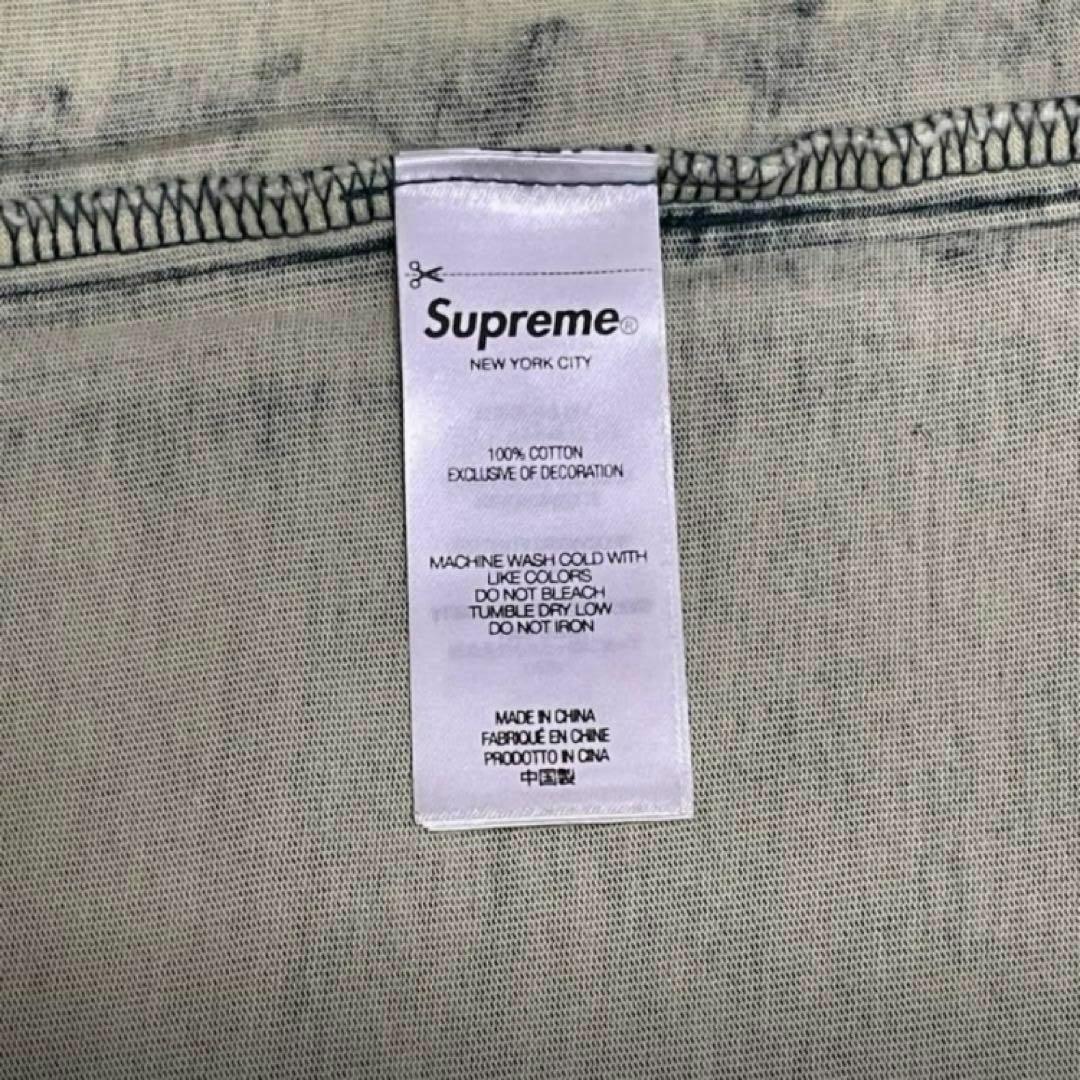 Supreme®
NEW YORK CITY
100% COTTON
EXCLUSIVE OF DECORATION
MACHINE WASH COLD WITH
LIKE COLORS
DO NOT BLEACH
TUMBLE DRY LOW
DO NOT IRON
MADE IN CHINA
FABRIQUÉ EN CHINE
PRODOTTO IN CINA
中国製